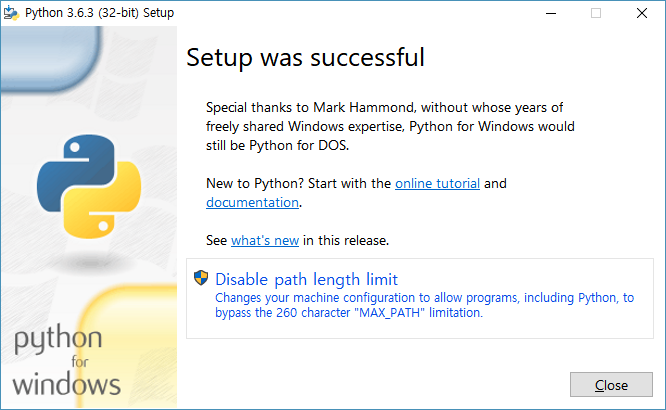 Python 3.6.3 (32-bit) Setup
Setup was successful
Special thanks to Mark Hammond, without whose years of
freely shared Windows expertise, Python for Windows would
still be Python for DOS.
New to Python? Start with the online tutorial and
documentation.
See what's new in this release.
Disable path length limit
Changes your machine configuration to allow programs, including Python, to
bypass the 260 character "MAX_PATH" limitation.
python
for
windows
Close